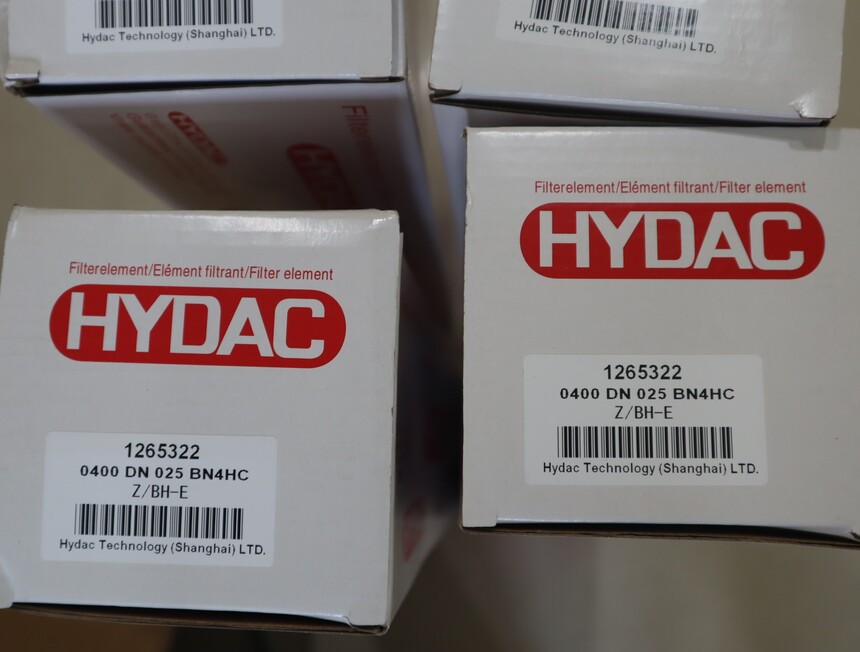 Hydac Technology (Shanghai) LTD.
Hydac Technology (Shanghai) LTD.
Filterelement/Elément filtrant/Filter element
HYDAC
1265322
0400 DN 025 BN4HC
Z/BH-E
Hydac Technology (Shanghai) LTD.
Filterelement/Elément filtrant/Filter element
HYDAC
1265322
0400 DN 025 BN4HC
Z/BH-E
Hydac Technology (Shanghai) LTD.